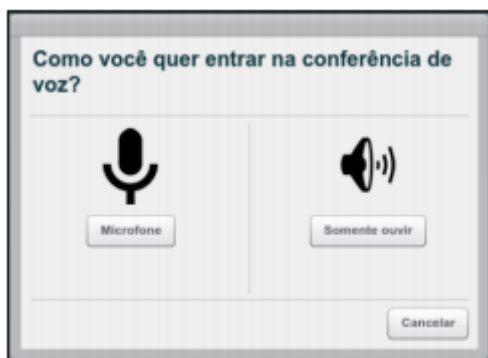 Como você quer entrar na conferência de
voz?
Microfone
Somente ouvir
Cancelar